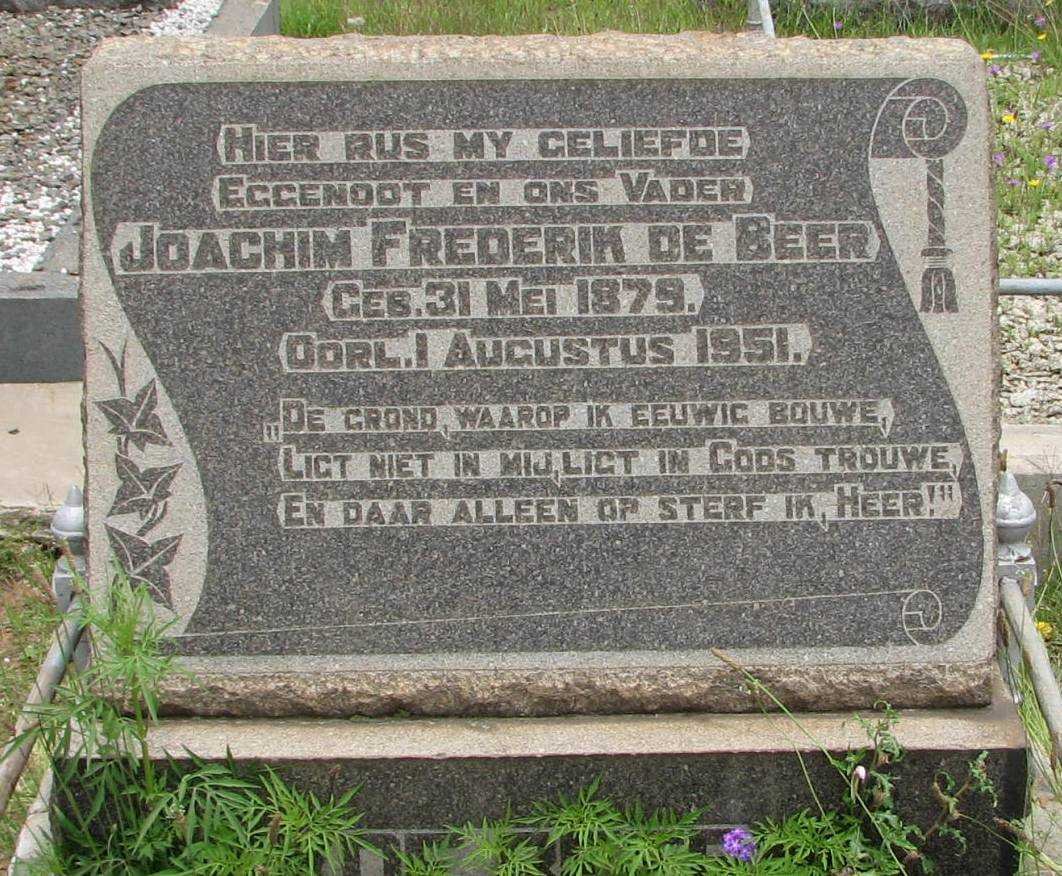 HIER RUS MY GELIEFDE
EGGENOOT EN ONS VADER
JOACHIM FREDERIK DE BEER
GEB. 31 MEI 1879.
OORL. 1 AUGUSTUS 1951.
„DE GROND, WAAROP IK EEUWIG BOUWE,
LIGT NIET IN MIJ, LIGT IN GODS TROUWE,
EN DAAR ALLEEN OP STERF IK, HEER!"